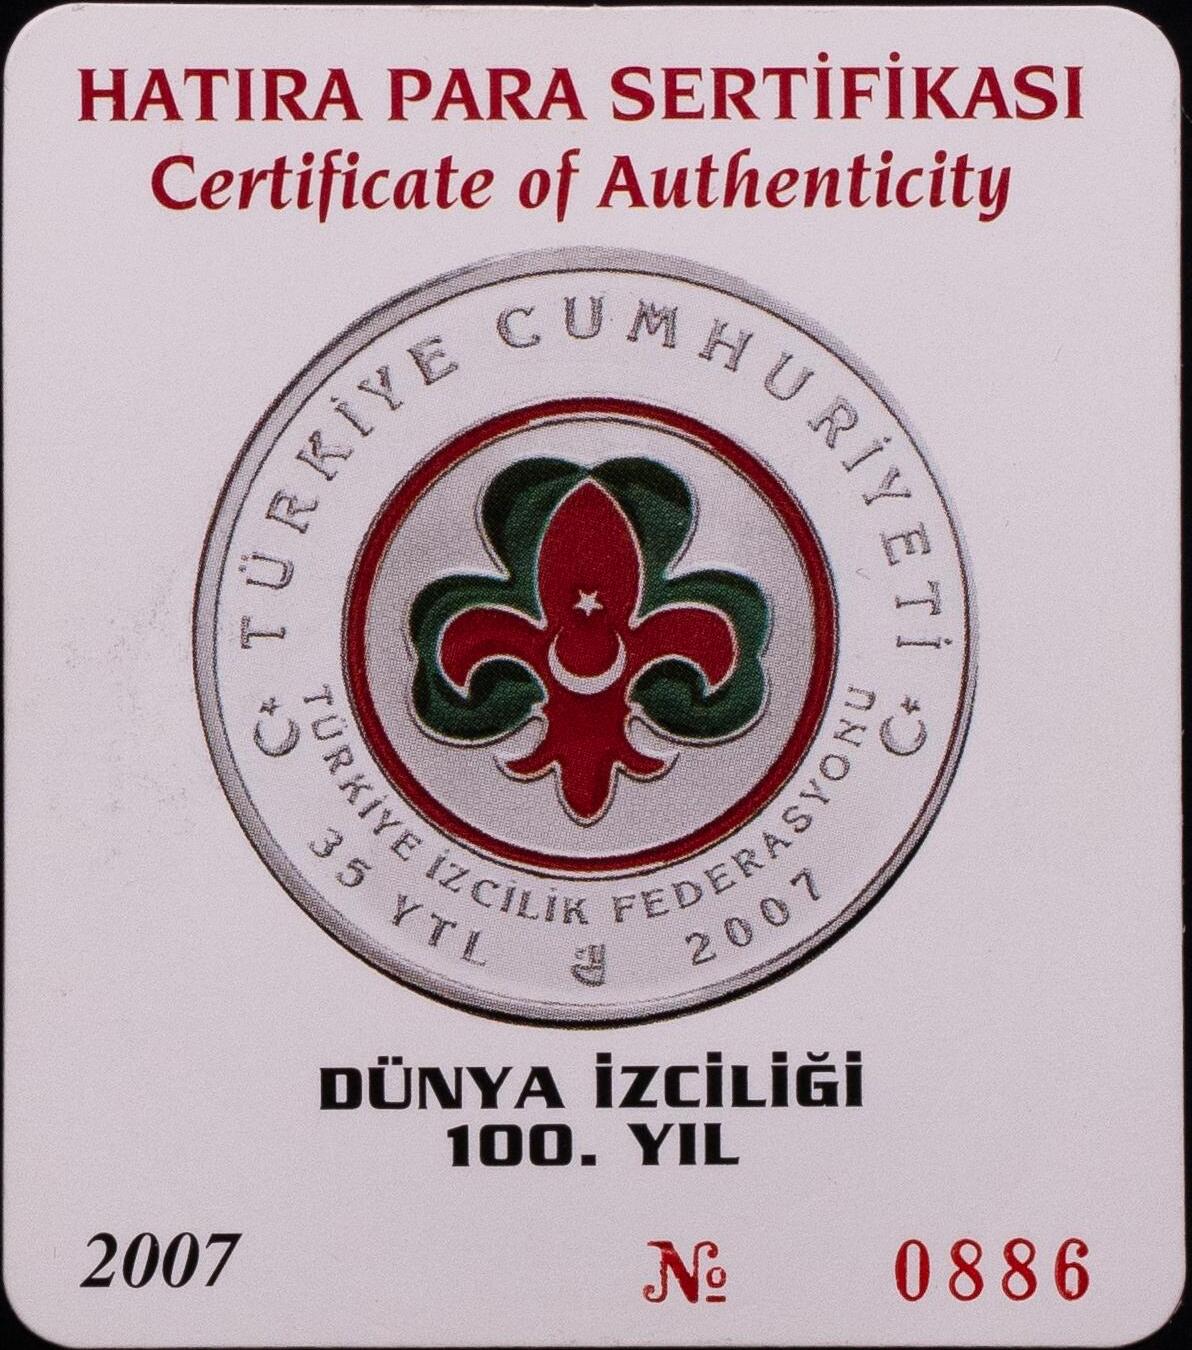 HATIRA PARA SERTİFİKASI
Certificate of Authenticity
TÜRKİYE CUMHURİYETİ
TÜRKİYE İZCİLİK FEDERASYONU
35 YTL 2007
DÜNYA İZCİLİĞİ
100. YIL
2007 № 0886